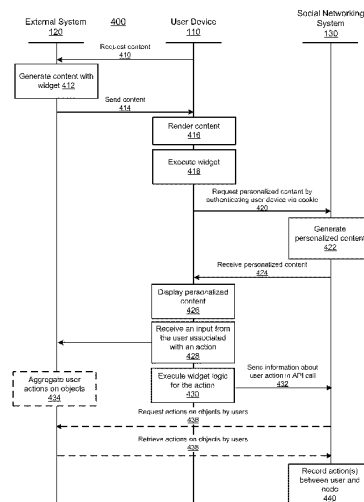 External System
120
400
User Device
110
Social Networking
System
130
Request content
410
Generate content with
widget 412
Send content
414
Render content
416
Execute widget
418
Request personalized content by
authenticating user device via cookie
420
Generate
personalized content
422
Receive personalized content
424
Display personalized
content
426
Receive an input from
the user associated
with an action
428
Execute widget logic
for the action
430
Send information about
user action in API call
432
Aggregate user
actions on objects
434
Request actions on objects by users
438
Retrieve actions on objects by users
438
Record action(s)
between user and
node
440